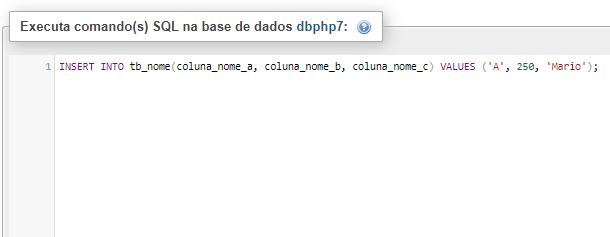 Executa comando(s) SQL na base de dados dbphp7:
1 INSERT INTO tb_nome(coluna_nome_a, coluna_nome_b, coluna_nome_c) VALUES ('A', 250, 'Mario');